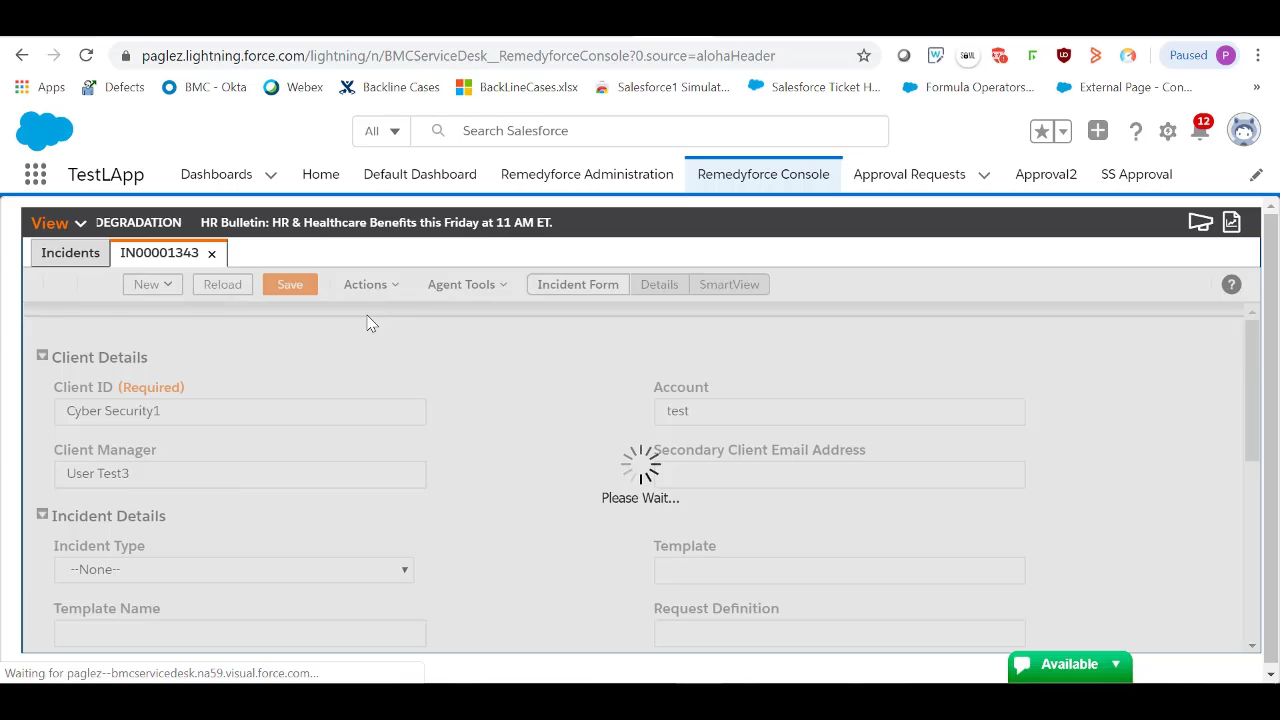 paglez.lightning.force.com/lightning/n/BMCServiceDesk__RemedyforceConsole?0.source=alohaHeader
Paused P
Apps Defects BMC - Okta Webex Backline Cases BackLineCases.xlsx Salesforce1 Simulat... Salesforce Ticket H... Formula Operators... External Page - Con... »
All Search Salesforce 12
TestLApp Dashboards Home Default Dashboard Remedyforce Administration Remedyforce Console Approval Requests Approval2 SS Approval
View DEGRADATION HR Bulletin: HR & Healthcare Benefits this Friday at 11 AM ET.
Incidents IN00001343 x
New Reload Save Actions Agent Tools Incident Form Details SmartView ?
Client Details
Client ID (Required) Account
Cyber Security1 test
Client Manager Secondary Client Email Address
User Test3
Please Wait...
Incident Details
Incident Type Template
--None--
Template Name Request Definition
Available
Waiting for paglez--bmcservicedesk.na59.visual.force.com...